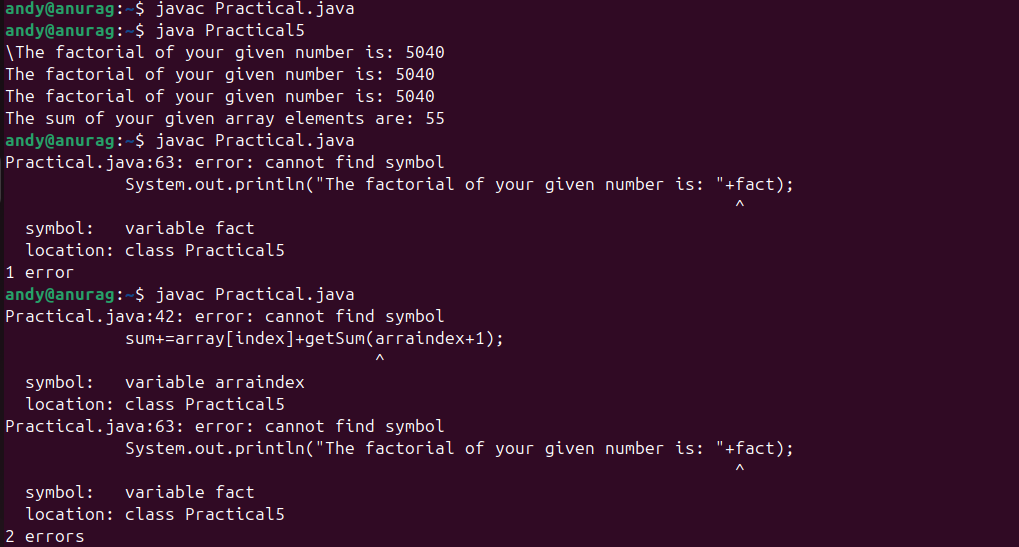 andy@anurag:~$ javac Practical.java
andy@anurag:~$ java Practical5
\The factorial of your given number is: 5040
The factorial of your given number is: 5040
The factorial of your given number is: 5040
The sum of your given array elements are: 55
andy@anurag:~$ javac Practical.java
Practical.java:63: error: cannot find symbol
            System.out.println("The factorial of your given number is: "+fact);
                                                                         ^
  symbol:   variable fact
  location: class Practical5
1 error
andy@anurag:~$ javac Practical.java
Practical.java:42: error: cannot find symbol
            sum+=array[index]+getSum(arraindex+1);
                                     ^
  symbol:   variable arraindex
  location: class Practical5
Practical.java:63: error: cannot find symbol
            System.out.println("The factorial of your given number is: "+fact);
                                                                         ^
  symbol:   variable fact
  location: class Practical5
2 errors